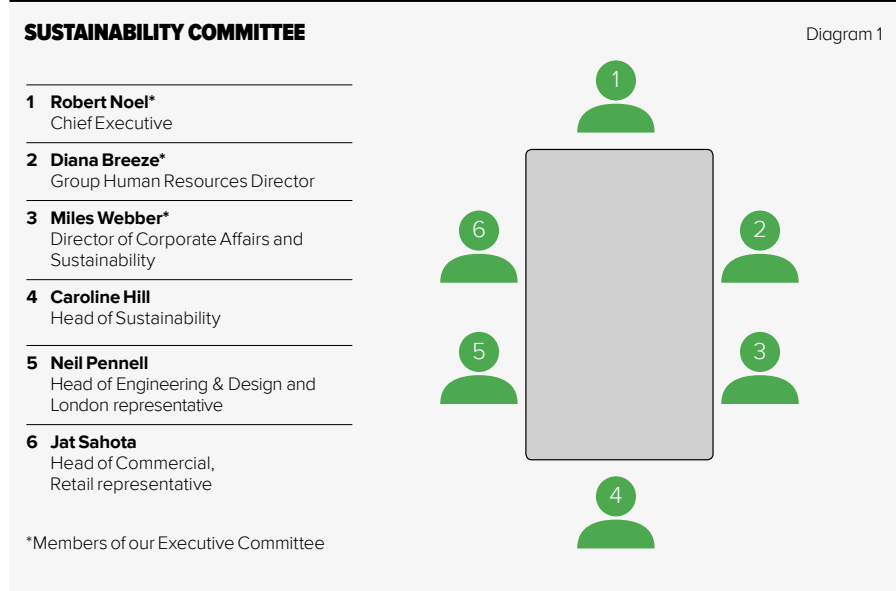 SUSTAINABILITY COMMITTEE
Diagram 1
1 Robert Noel*
Chief Executive
2 Diana Breeze*
Group Human Resources Director
3 Miles Webber*
Director of Corporate Affairs and
Sustainability
4 Caroline Hill
Head of Sustainability
5 Neil Pennell
Head of Engineering & Design and
London representative
6 Jat Sahota
Head of Commercial,
Retail representative
*Members of our Executive Committee
1
6
2
5
3
4